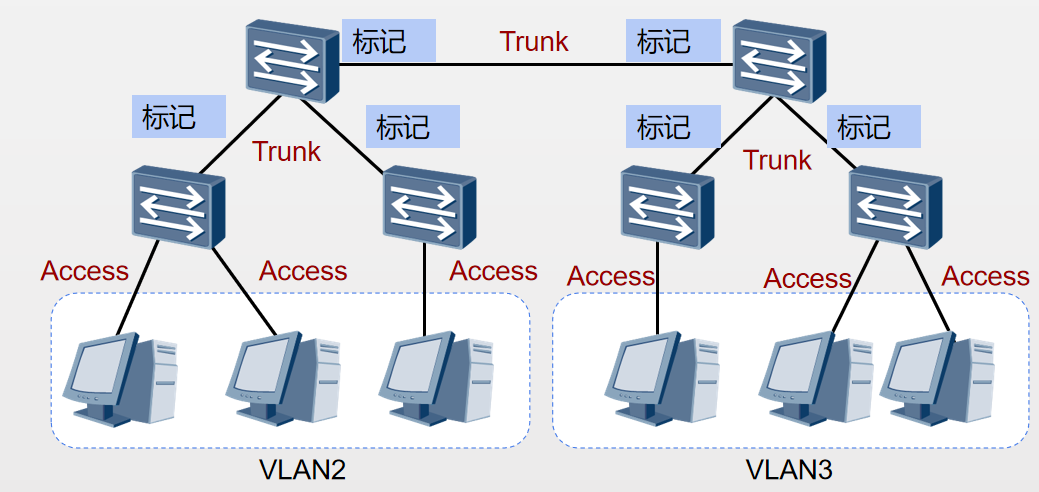 标记
Trunk
标记
标记
标记
标记
标记
Trunk
Trunk
Access
Access
Access
Access
Access
Access
VLAN2
VLAN3